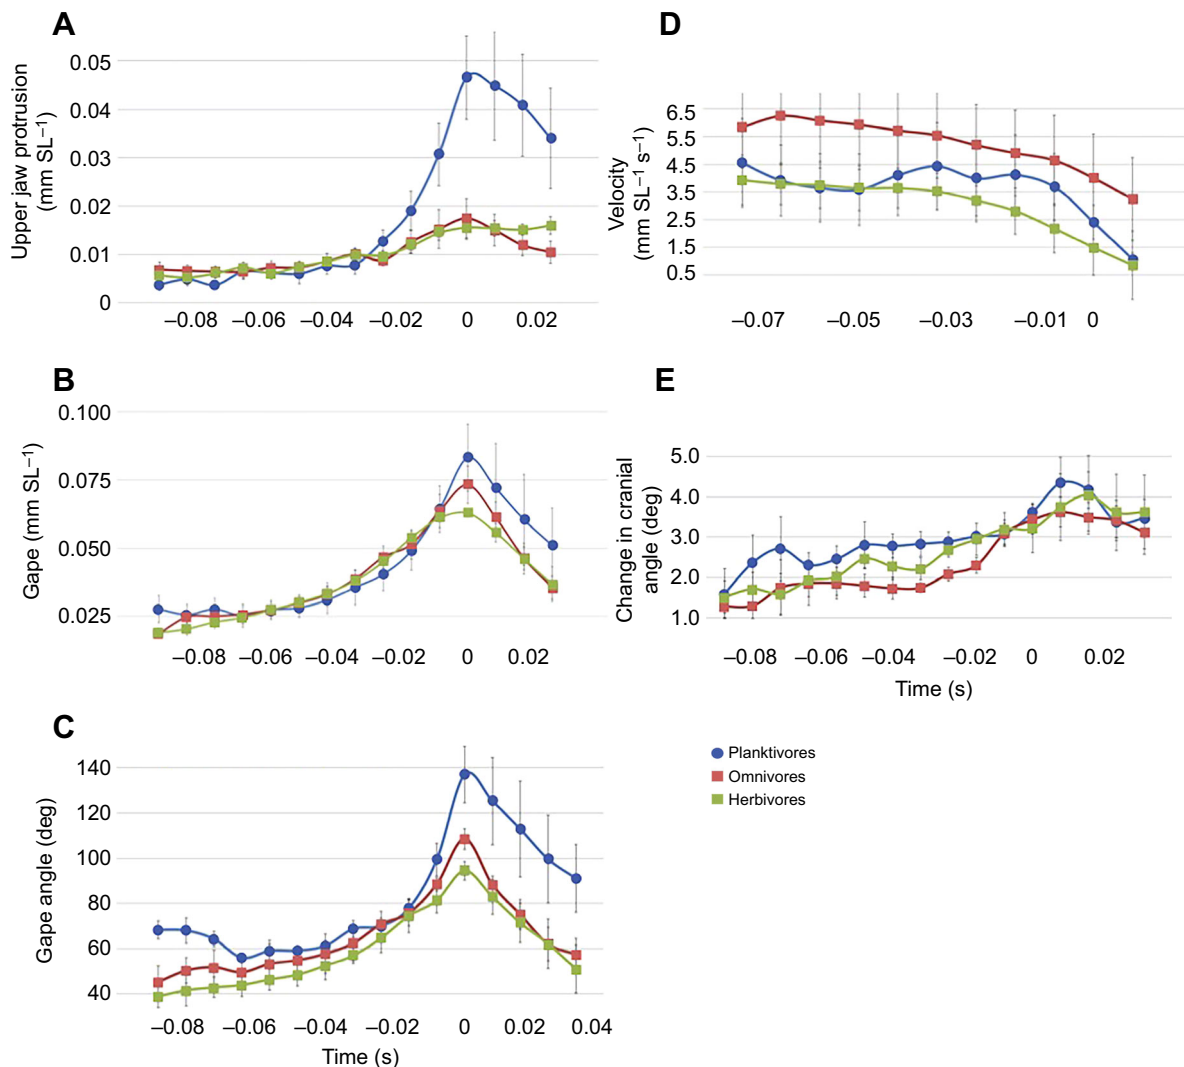 A
Upper jaw protrusion
(mm SL–1)
0.05
0.04
0.03
0.02
0.01
0
–0.08 –0.06 –0.04 –0.02 0 0.02
B
Gape (mm SL–1)
0.100
0.075
0.050
0.025
–0.08 –0.06 –0.04 –0.02 0 0.02
C
Gape angle (deg)
140
120
100
80
60
40
–0.08 –0.06 –0.04 –0.02 0 0.02 0.04
Time (s)
D
Velocity
(mm SL–1 s–1)
6.5
5.5
4.5
3.5
2.5
1.5
0.5
–0.07 –0.05 –0.03 –0.01 0
E
Change in cranial
angle (deg)
5.0
4.0
3.0
2.0
1.0
–0.08 –0.06 –0.04 –0.02 0 0.02
Time (s)
Planktivores
Omnivores
Herbivores